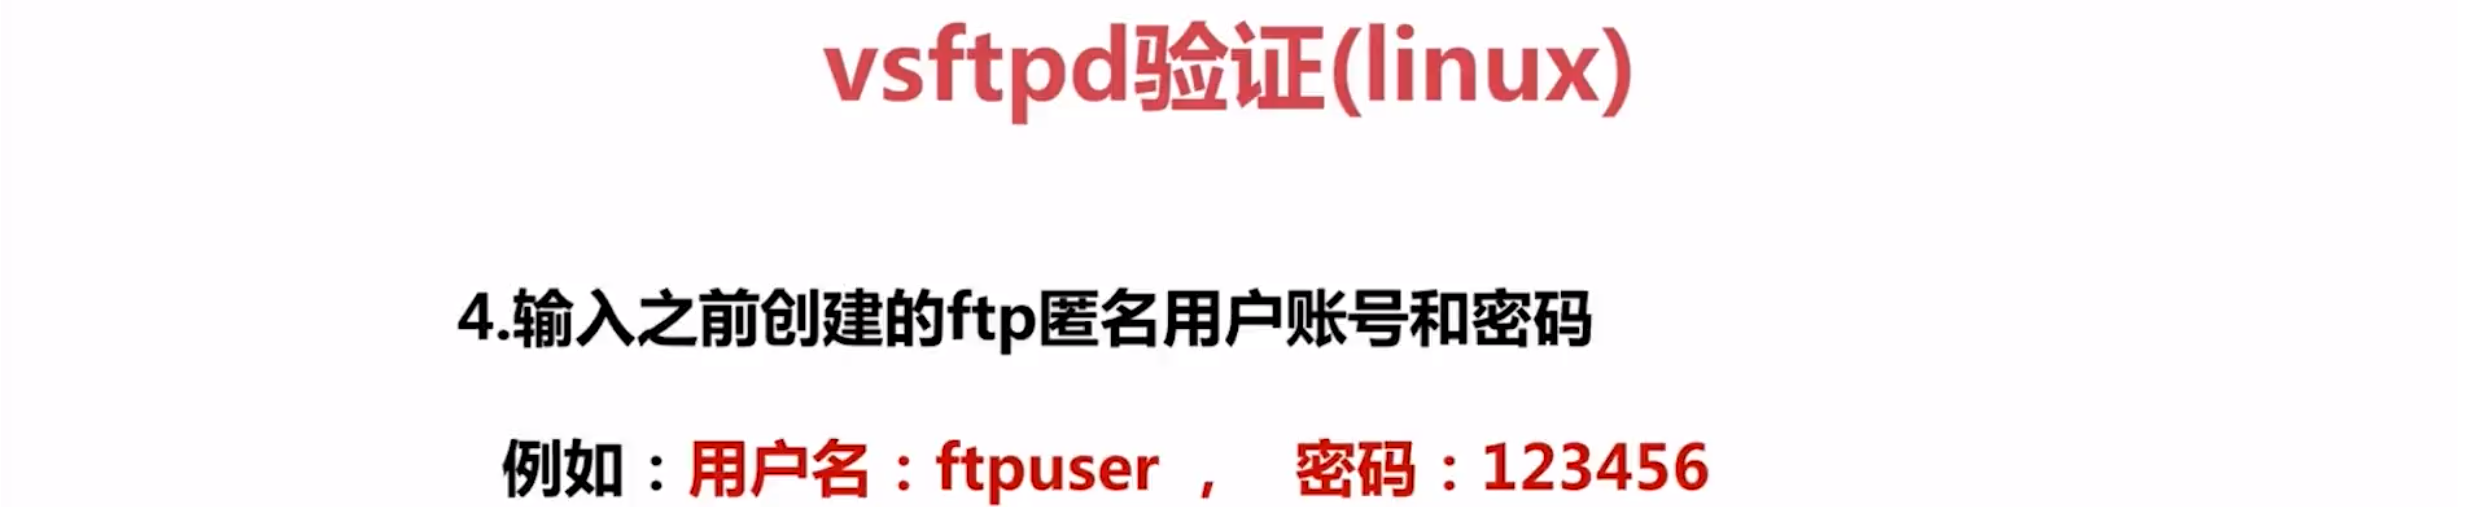 vsftpd验证(linux)
4.输入之前创建的ftp匿名用户账号和密码
例如：用户名：ftpuser ， 密码：123456